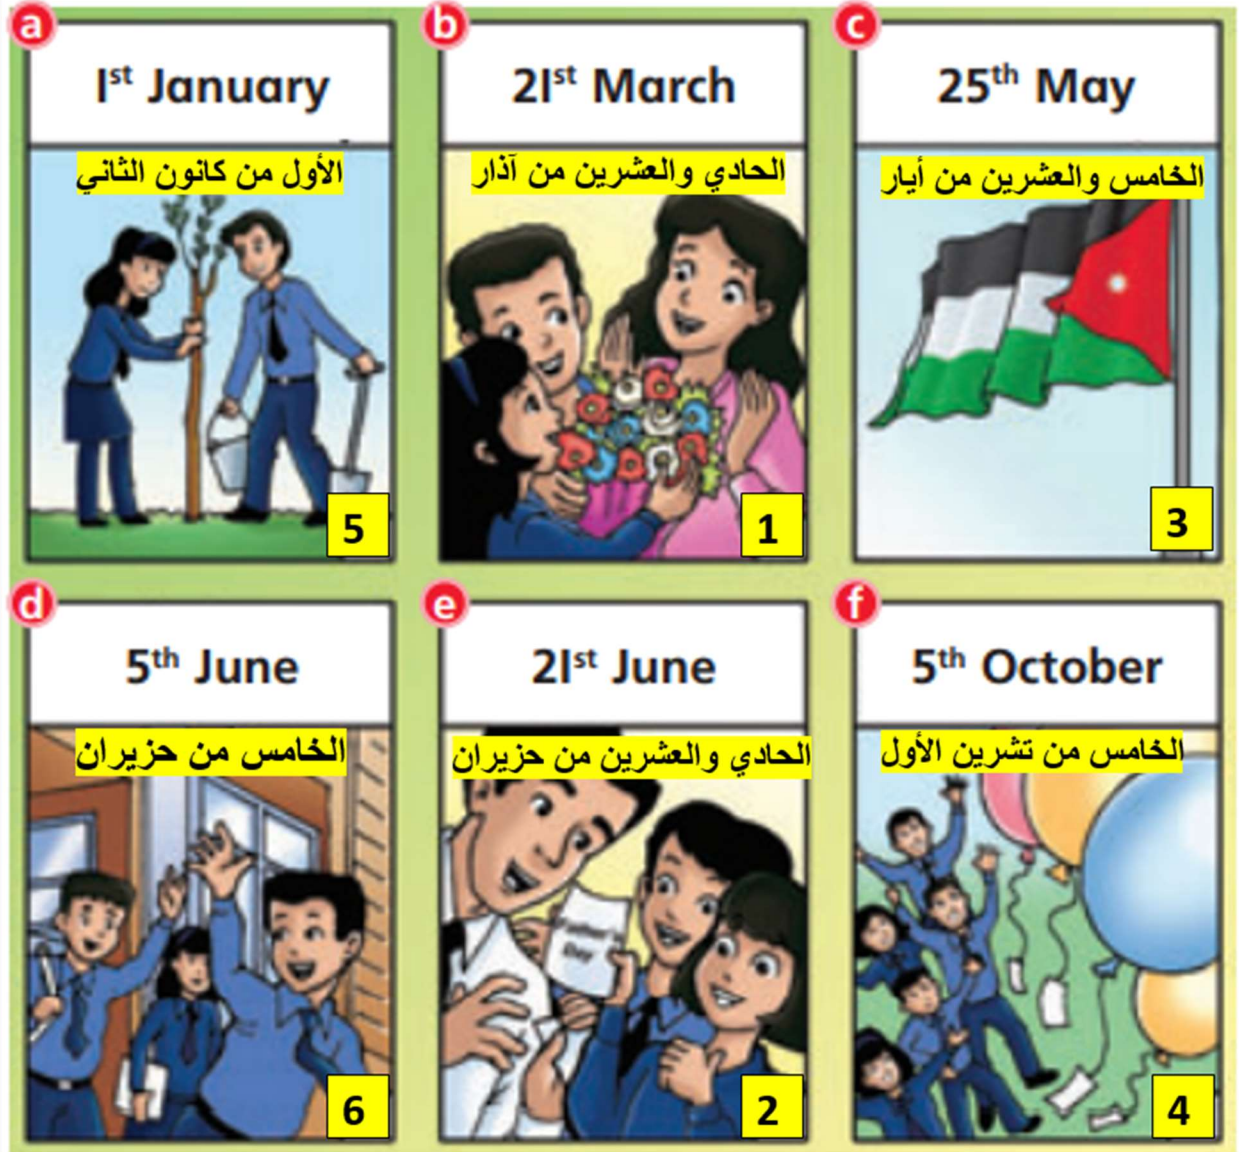 a
1st January
الأول من كانون الثاني
5
b
21st March
الحادي والعشرين من آذار
1
c
25th May
الخامس والعشرين من أيار
3
d
5th June
الخامس من حزيران
6
e
21st June
الحادي والعشرين من حزيران
Father's
Day
2
f
5th October
الخامس من تشرين الأول
4